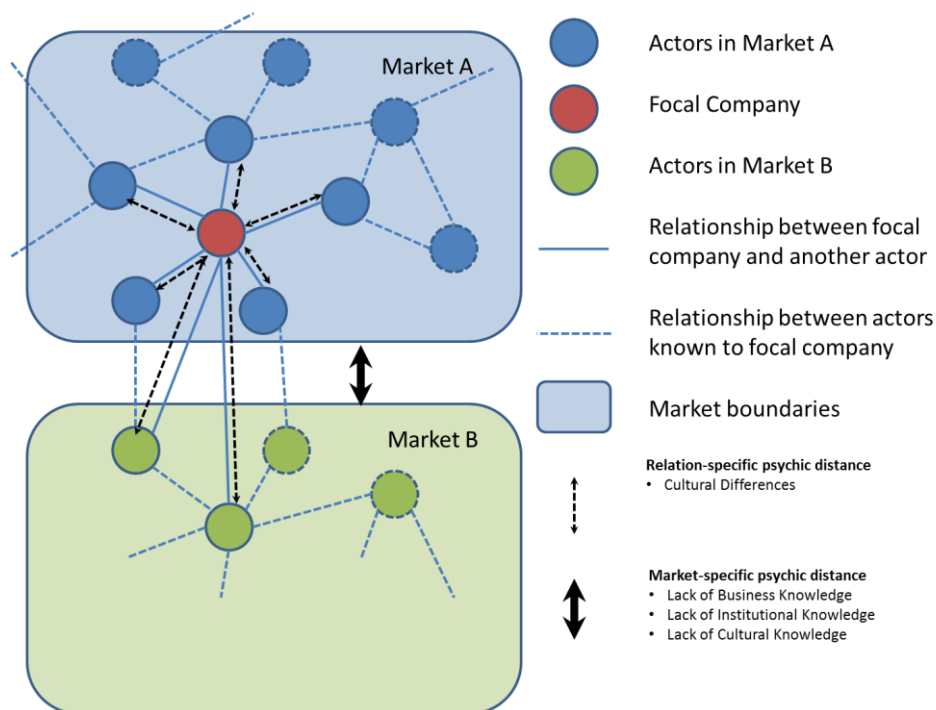 Market A
Market B
Actors in Market A
Focal Company
Actors in Market B
Relationship between focal
company and another actor
Relationship between actors
known to focal company
Market boundaries
Relation-specific psychic distance
• Cultural Differences
Market-specific psychic distance
• Lack of Business Knowledge
• Lack of Institutional Knowledge
• Lack of Cultural Knowledge